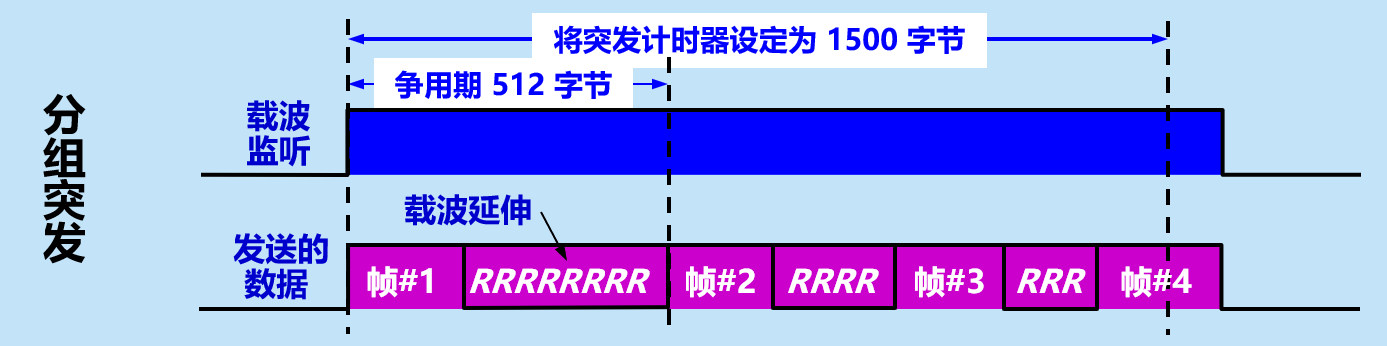 将突发计时器设定为 1500 字节
争用期 512 字节
分组突发
载波
监听
载波延伸
发送的
数据
帧#1 RRRRRRRR 帧#2 RRRR 帧#3 RRR 帧#4